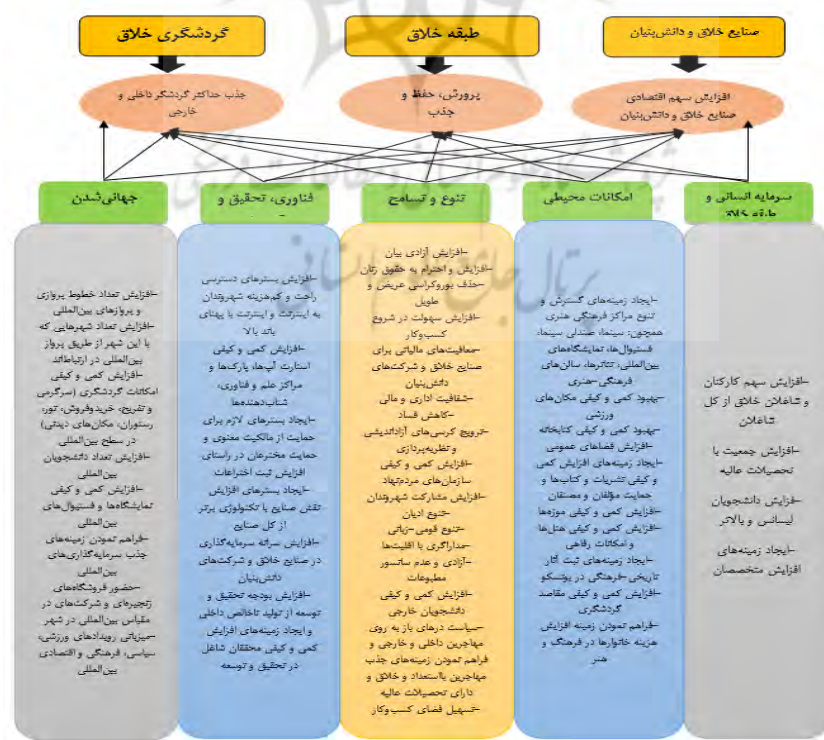 صنایع خلاق و دانش‌بنیان
طبقه خلاق
گردشگری خلاق
افزایش سهم اقتصادی
صنایع خلاق و دانش‌بنیان
پرورش، حفظ و
جذب
جذب حداکثر گردشگر داخلی و
خارجی
سرمایه انسانی و
طبقه خلاق
امکانات محیطی
تنوع و تسامح
فناوری، تحقیق و
جهانی‌شدن
-افزایش سهم کارکنان
و شاغلان خلاق از کل
شاغلان
-افزایش جمعیت با
تحصیلات عالیه
-فزایش دانشجویان
لیسانس و بالاتر
-ایجاد زمینه‌های
افزایش متخصصان
-ایجاد زمینه‌های گسترش و
تنوع مراکز فرهنگی هنری
همچون: سینما، صندلی سینما،
فستیوال‌ها، نمایشگاه‌های
بین‌المللی، تئاترها، سالن‌های
فرهنگی-هنری
-بهبود کمی و کیفی مکان‌های
ورزشی
-بهبود کمی و کیفی کتابخانه
-افزایش فضاهای عمومی
-ایجاد زمینه‌های افزایش کمی
و کیفی نشریات و کتاب‌ها و
حمایت مؤلفان و مصنفان
-افزایش کمی و کیفی موزه‌ها
-افزایش کمی و کیفی هتل‌ها
و امکانات رفاهی
-ایجاد زمینه‌های ثبت آثار
تاریخی-فرهنگی در یونسکو
-افزایش کمی و کیفی مقاصد
گردشگری
-فراهم نمودن زمینه افزایش
هزینه خانوارها در فرهنگ و
هنر
-افزایش آزادی بیان
-افزایش و احترام به حقوق زنان
-حذف بوروکراسی عریض و
طویل
-افزایش سهولت در شروع
کسب‌وکار
-معافیت‌های مالیاتی برای
صنایع خلاق و شرکت‌های
دانش‌بنیان
-شفافیت اداری و مالی
-کاهش فساد
-ترویج کرسی‌های آزاداندیشی
و نظریه‌پردازی
-افزایش کمی و کیفی
سازمان‌های مردم‌نهاد
-افزایش مشارکت شهروندان
-تنوع ادیان
-تنوع قومی-زبانی
-مداراگری با اقلیت‌ها
-آزادی و عدم سانسور
مطبوعات
-افزایش کمی و کیفی
دانشجویان خارجی
-سیاست درهای باز به روی
مهاجرین داخلی و خارجی و
فراهم نمودن زمینه‌های جذب
مهاجرین بااستعداد و خلاق و
دارای تحصیلات عالیه
-تسهیل فضای کسب‌وکار
-افزایش بسترهای دسترسی
راحت و کم‌هزینه شهروندان
به اینترنت و اینترنت با پهنای
باند بالا
-افزایش کمی و کیفی
استارت آپ‌ها، پارک‌ها و
مراکز علم و فناوری،
شتاب‌دهنده‌ها
-ایجاد بسترهای لازم برای
حمایت از مالکیت معنوی و
حمایت مخترعان در راستای
افزایش ثبت اختراعات
-ایجاد بسترهای افزایش
نقش صنایع با تکنولوژی برتر
از کل صنایع
-افزایش سرانه سرمایه‌گذاری
در صنایع خلاق و شرکت‌های
دانش‌بنیان
-افزایش بودجه تحقیق و
توسعه از تولید ناخالص داخلی
و ایجاد زمینه‌های افزایش
کمی و کیفی محققان شاغل
در تحقیق و توسعه
-افزایش تعداد خطوط پروازی
و پروازهای بین‌المللی
-افزایش تعداد شهرهایی که
با این شهر از طریق پرواز
بین‌المللی در ارتباط‌اند
-افزایش کمی و کیفی
امکانات گردشگری (سرگرمی
و تفریح، خریدوفروش، تور،
رستوران، مکان‌های دیدنی)
در سطح بین‌المللی
-افزایش تعداد دانشجویان
بین‌المللی
-افزایش کمی و کیفی
نمایشگاه‌ها و فستیوال‌های
بین‌المللی
-فراهم نمودن زمینه‌های
جذب سرمایه‌گذاری‌های
بین‌المللی
-حضور فروشگاه‌های
زنجیره‌ای و شرکت‌های در
مقیاس بین‌المللی در شهر
-میزبانی رویدادهای ورزشی،
سیاسی، فرهنگی و اقتصادی
بین‌المللی
پژوهشگاه علوم انسانی و مطالعات فرهنگی
پرتال جامع علوم انسانی